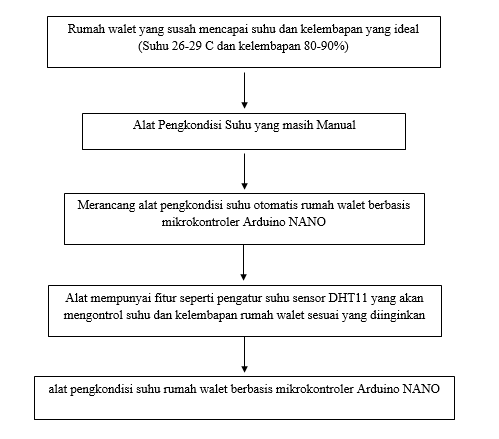 Rumah walet yang susah mencapai suhu dan kelembapan yang ideal
(Suhu 26-29 C dan kelembapan 80-90%)
Alat Pengkondisi Suhu yang masih Manual
Merancang alat pengkondisi suhu otomatis rumah walet berbasis
mikrokontroler Arduino NANO
Alat mempunyai fitur seperti pengatur suhu sensor DHT11 yang akan
mengontrol suhu dan kelembapan rumah walet sesuai yang diinginkan
alat pengkondisi suhu rumah walet berbasis mikrokontroler Arduino NANO